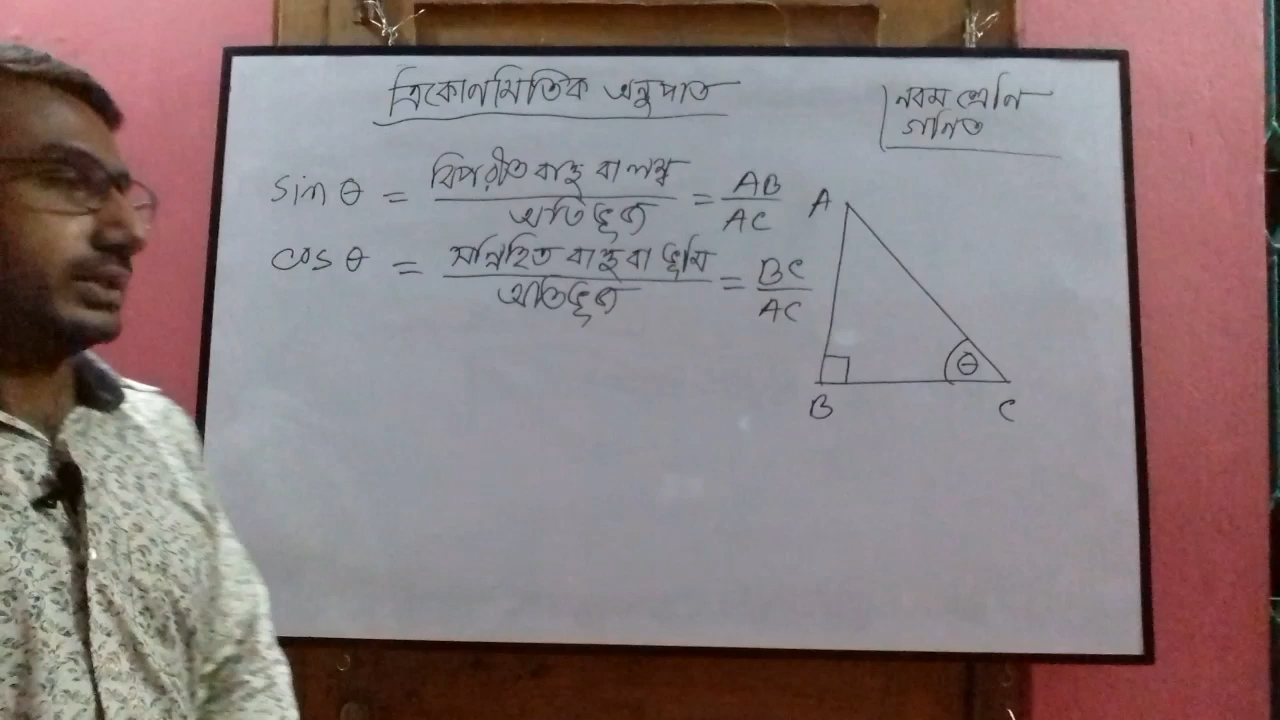 ত্রিকোণমিতিক অনুপাত
নবম শ্রেণি
গণিত
sin θ = বিপরীত বাহু বা লম্ব / অতিভূজ = AB / AC
cos θ = সন্নিহিত বাহু বা ভূমি / অতিভূজ = BC / AC
A
θ
B C